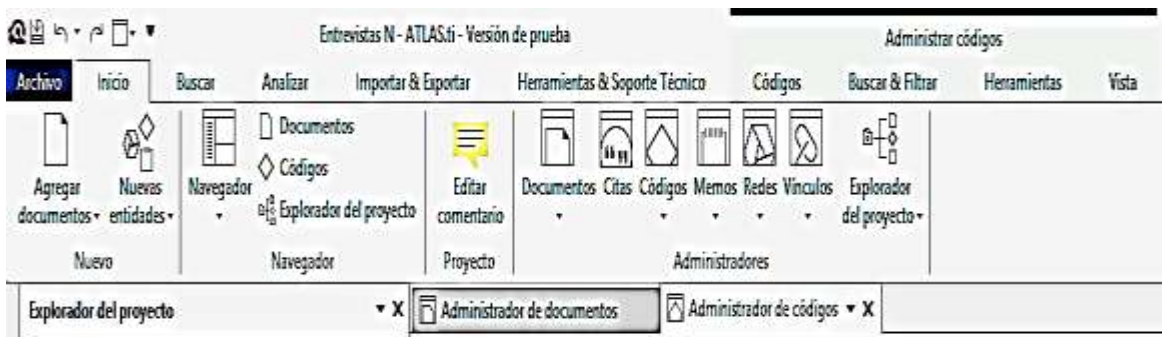 Entrevistas N - ATLAS.ti - Versión de prueba
Administrar códigos
Archivo Inicio Buscar Analizar Importar & Exportar Herramientas & Soporte Técnico Códigos Buscar & Filtrar Herramientas Vista
Agregar documentos
Nuevas entidades
Nuevo
Navegador
Documentos
Códigos
Explorador del proyecto
Navegador
Editar comentario
Proyecto
Documentos Citas Códigos Memos Redes Vínculos
Explorador del proyecto
Administradores
Explorador del proyecto X
Administrador de documentos
Administrador de códigos X